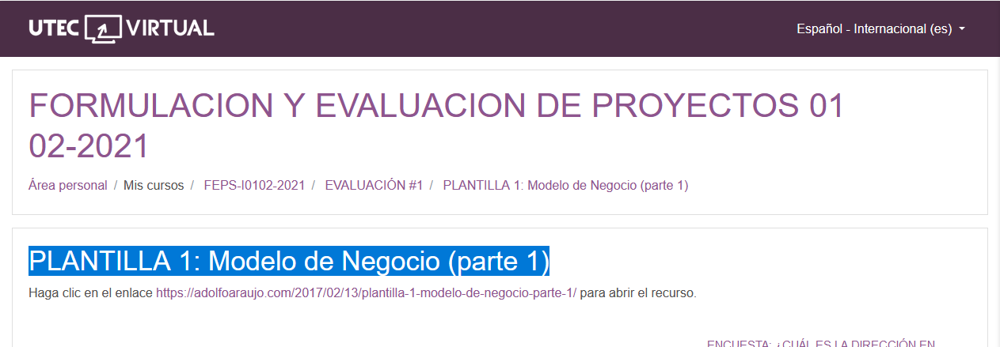 UTEC VIRTUAL
Español - Internacional (es)
FORMULACION Y EVALUACION DE PROYECTOS 01
02-2021
Área personal / Mis cursos / FEPS-I0102-2021 / EVALUACIÓN #1 / PLANTILLA 1: Modelo de Negocio (parte 1)
PLANTILLA 1: Modelo de Negocio (parte 1)
Haga clic en el enlace https://adolfoaraujo.com/2017/02/13/plantilla-1-modelo-de-negocio-parte-1/ para abrir el recurso.
ENCUESTA: ¿CUÁL ES LA DIRECCIÓN EN